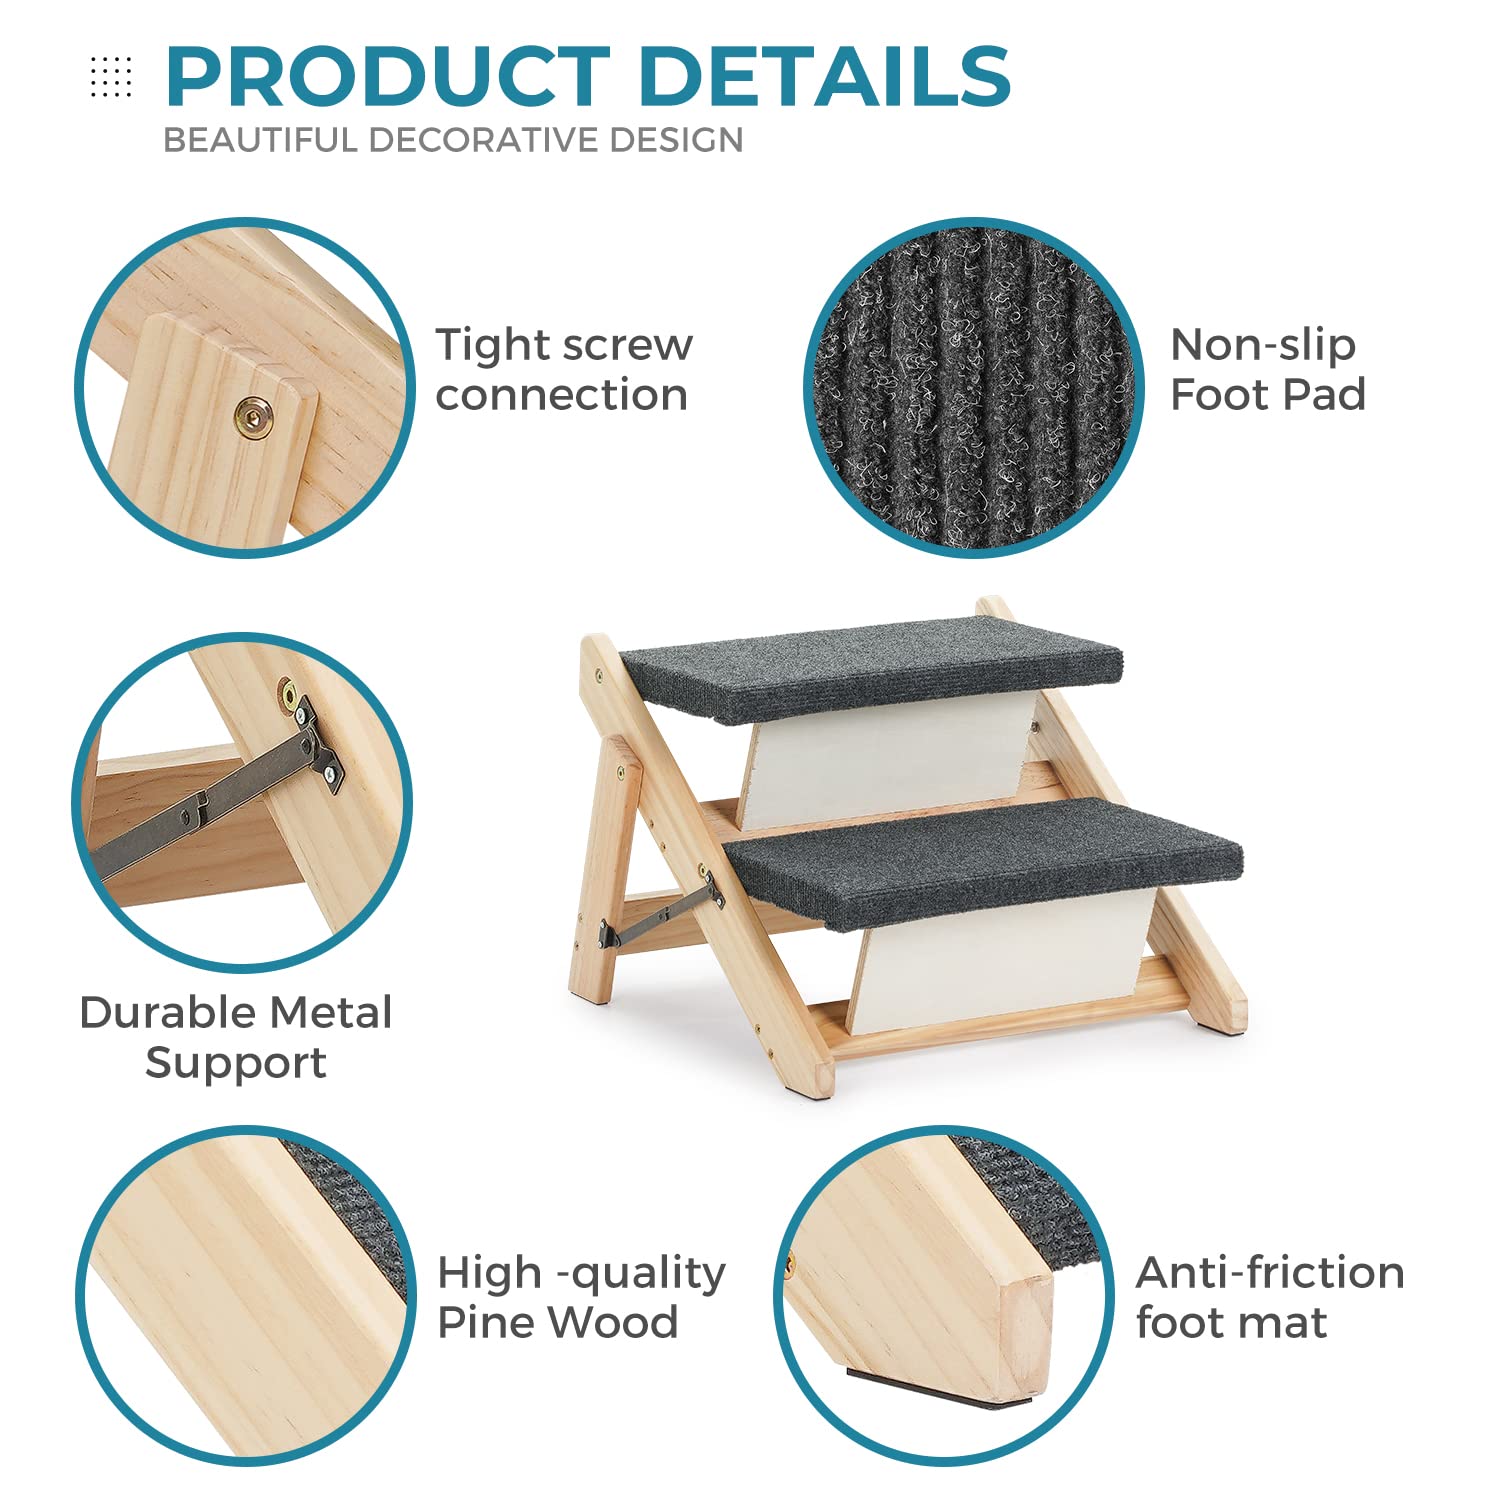 PRODUCT DETAILS
BEAUTIFUL DECORATIVE DESIGN
Tight screw
connection
Non-slip
Foot Pad
Durable Metal
Support
High -quality
Pine Wood
Anti-friction
foot mat